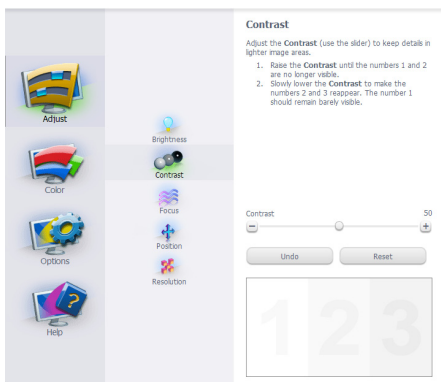 Adjust
Color
Options
Help
Brightness
Contrast
Focus
Position
Resolution
Contrast
Adjust the Contrast (use the slider) to keep details in
lighter image areas.
1. Raise the Contrast until the numbers 1 and 2
are no longer visible.
2. Slowly lower the Contrast to make the
numbers 2 and 3 reappear. The number 1
should remain barely visible.
Contrast 50
Undo Reset
1 2 3